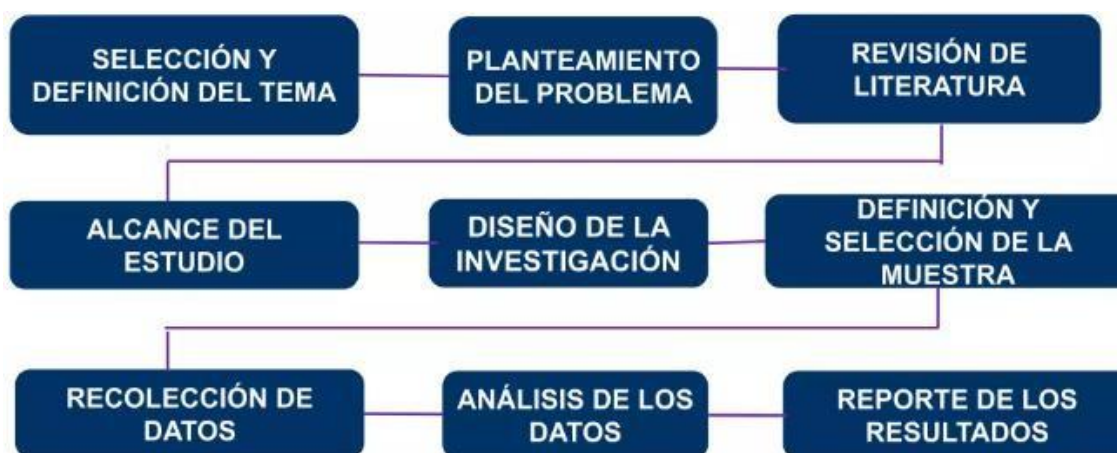 SELECCIÓN Y
DEFINICIÓN DEL TEMA
PLANTEAMIENTO
DEL PROBLEMA
REVISIÓN DE
LITERATURA
ALCANCE DEL
ESTUDIO
DISEÑO DE LA
INVESTIGACIÓN
DEFINICIÓN Y
SELECCIÓN DE LA
MUESTRA
RECOLECCIÓN DE
DATOS
ANÁLISIS DE LOS
DATOS
REPORTE DE LOS
RESULTADOS